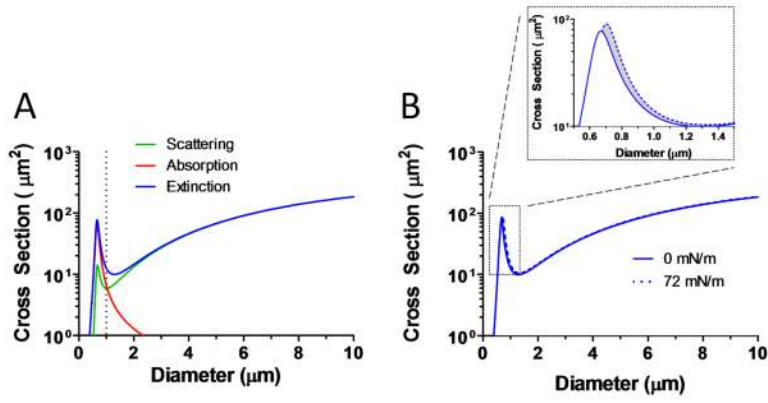 A
Scattering
Absorption
Extinction
Cross Section ( μm²)
10³
10²
10¹
10⁰
0 2 4 6 8 10
Diameter (μm)
B
Cross Section ( μm²)
10²
10¹
0.6 0.8 1.0 1.2 1.4
Diameter (μm)
Cross Section ( μm²)
10³
10²
10¹
10⁰
0 mN/m
72 mN/m
0 2 4 6 8 10
Diameter (μm)